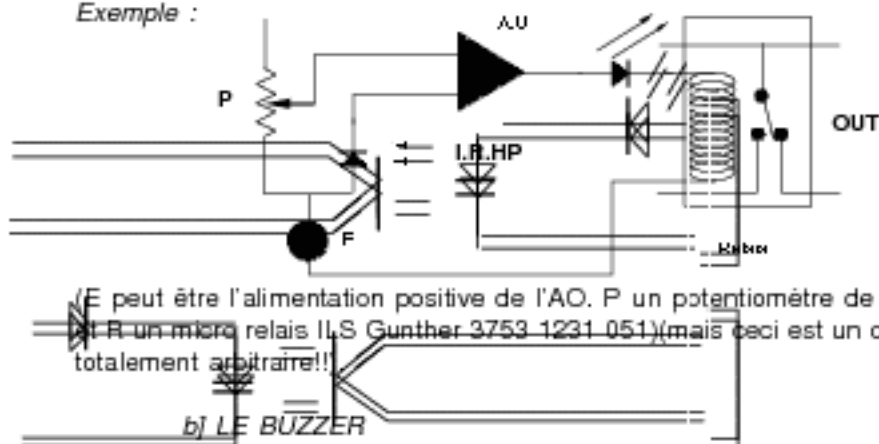 Exemple :
A.U
P
OUT
I.R.HP
E
(E peut être l'alimentation positive de l'AO. P un potentiomètre de
et R un micro relais ILS Gunther 3753 1231 051)(mais ceci est un
totalement arbitraire!!)
b] LE BUZZER